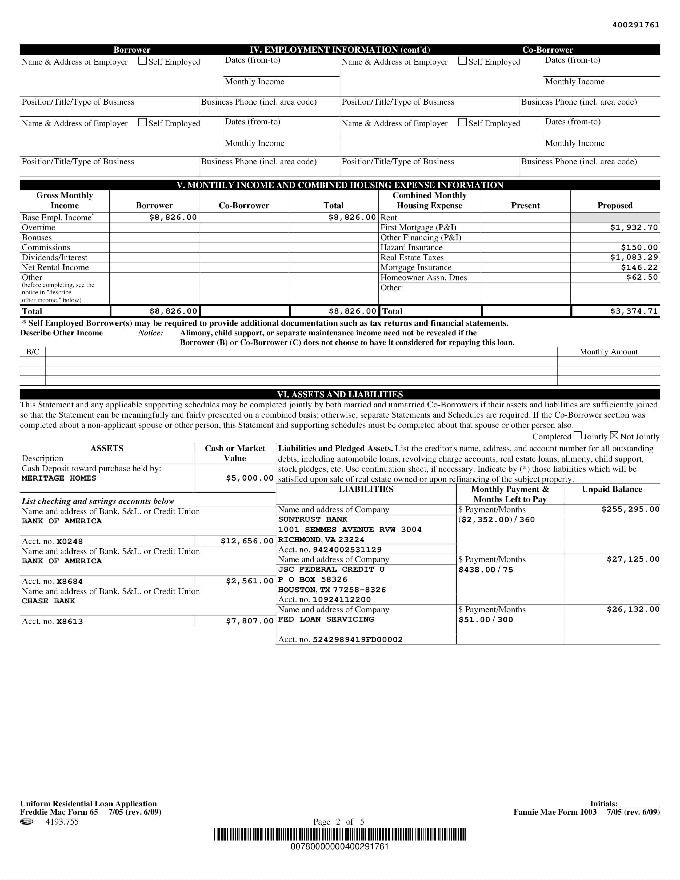 400291761
Borrower IV. EMPLOYMENT INFORMATION (cont'd) Co-Borrower
Name & Address of Employer Self Employed Dates (from-to) Name & Address of Employer Self Employed Dates (from-to)
Monthly Income Monthly Income
Position/Title/Type of Business Business Phone (incl. area code) Position/Title/Type of Business Business Phone (incl. area code)
Name & Address of Employer Self Employed Dates (from-to) Name & Address of Employer Self Employed Dates (from-to)
Monthly Income Monthly Income
Position/Title/Type of Business Business Phone (incl. area code) Position/Title/Type of Business Business Phone (incl. area code)
V. MONTHLY INCOME AND COMBINED HOUSING EXPENSE INFORMATION
Gross Monthly Combined Monthly
Income Borrower Co-Borrower Total Housing Expense Present Proposed
Base Empl. Income* $8,826.00 $8,826.00 Rent
Overtime First Mortgage (P&I) $1,932.70
Bonuses Other Financing (P&I)
Commissions Hazard Insurance $150.00
Dividends/Interest Real Estate Taxes $1,083.29
Net Rental Income Mortgage Insurance $146.22
Other Homeowner Assn. Dues $62.50
(before completing, see the Other
notice in "describe
other income," below)
Total $8,826.00 $8,826.00 Total $3,374.71
* Self Employed Borrower(s) may be required to provide additional documentation such as tax returns and financial statements.
Describe Other Income Notice: Alimony, child support, or separate maintenance income need not be revealed if the
Borrower (B) or Co-Borrower (C) does not choose to have it considered for repaying this loan.
B/C Monthly Amount
VI. ASSETS AND LIABILITIES
This Statement and any applicable supporting schedules may be completed jointly by both married and unmarried Co-Borrowers if their assets and liabilities are sufficiently joined
so that the Statement can be meaningfully and fairly presented on a combined basis; otherwise, separate Statements and Schedules are required. If the Co-Borrower section was
completed about a non-applicant spouse or other person, this Statement and supporting schedules must be completed about that spouse or other person also.
Completed Jointly Not Jointly
ASSETS Cash or Market Liabilities and Pledged Assets. List the creditor's name, address, and account number for all outstanding
Description Value debts, including automobile loans, revolving charge accounts, real estate loans, alimony, child support,
Cash Deposit toward purchase held by: stock pledges, etc. Use continuation sheet, if necessary. Indicate by (*) those liabilities which will be
MERITAGE HOMES $5,000.00 satisfied upon sale of real estate owned or upon refinancing of the subject property.
LIABILITIES Monthly Payment & Unpaid Balance
List checking and savings accounts below Months Left to Pay
Name and address of Bank, S&L, or Credit Union Name and address of Company $ Payment/Months $255,295.00
BANK OF AMERICA SUNTRUST BANK ($2,352.00)/360
1001 SEMMES AVENUE RVW 3004
Acct. no. X0248 $12,656.00 RICHMOND, VA 23224
Name and address of Bank, S&L, or Credit Union Acct. no. 9424002531129
BANK OF AMERICA Name and address of Company $ Payment/Months $27,125.00
JSC FEDERAL CREDIT U $438.00/75
Acct. no. X8684 $2,561.00 P O BOX 58326
Name and address of Bank, S&L, or Credit Union HOUSTON, TX 77258-8326
CHASE BANK Acct. no. 10924112200
Name and address of Company $ Payment/Months $26,132.00
Acct. no. X8613 $7,807.00 FED LOAN SERVICING $51.00/300
Acct. no. 5242989419FD00002
Uniform Residential Loan Application Initials:
Freddie Mac Form 65 7/05 (rev. 6/09) Fannie Mae Form 1003 7/05 (rev. 6/09)
4193.755 Page 2 of 5
00780000000400291761